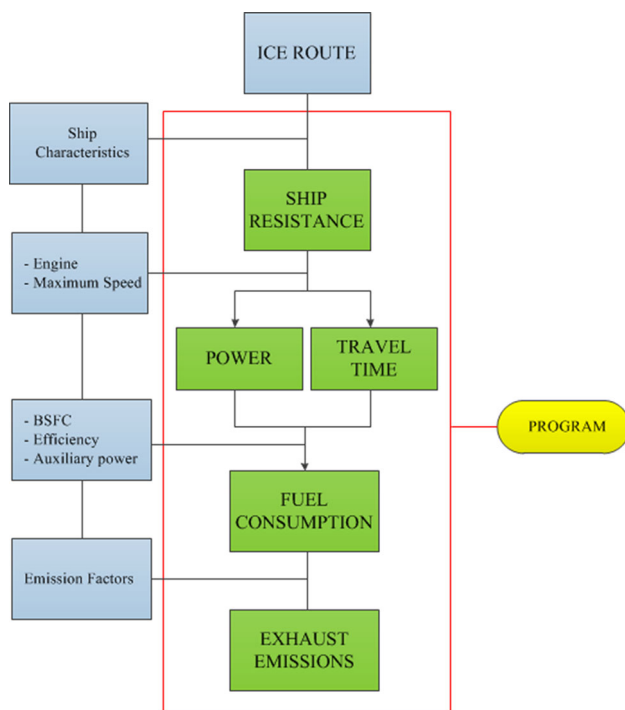 ICE ROUTE
Ship
Characteristics
SHIP
RESISTANCE
- Engine
- Maximum Speed
POWER
TRAVEL
TIME
- BSFC
- Efficiency
- Auxiliary power
PROGRAM
FUEL
CONSUMPTION
Emission Factors
EXHAUST
EMISSIONS